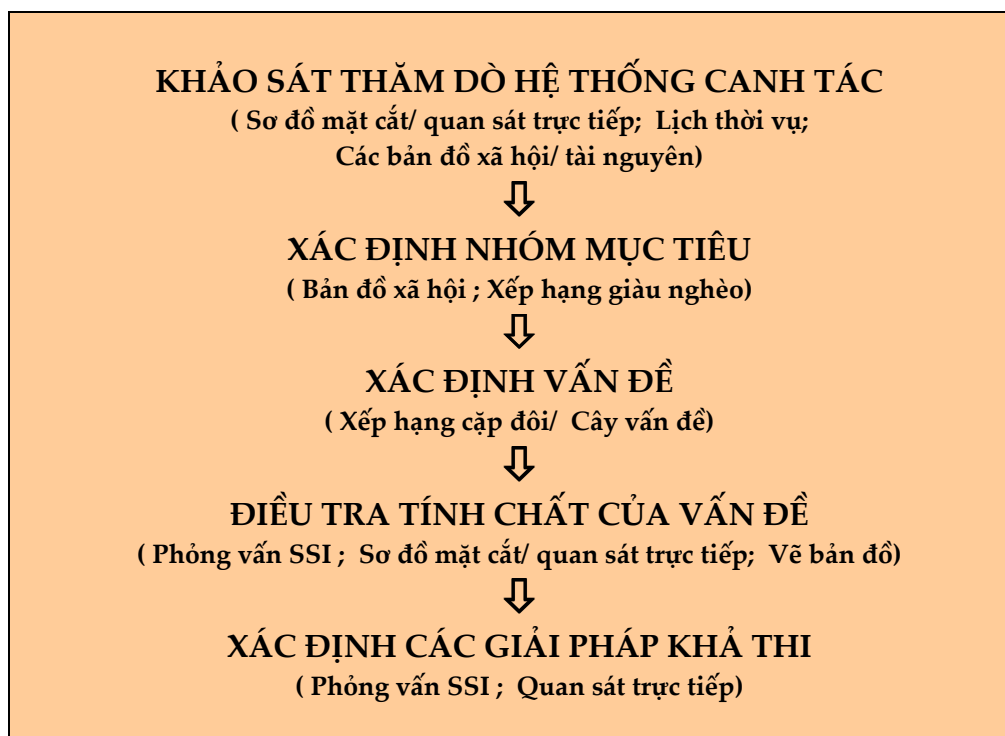 KHẢO SÁT THĂM DÒ HỆ THỐNG CANH TÁC
( Sơ đồ mặt cắt/ quan sát trực tiếp; Lịch thời vụ;
Các bản đồ xã hội/ tài nguyên)
XÁC ĐỊNH NHÓM MỤC TIÊU
( Bản đồ xã hội ; Xếp hạng giàu nghèo)
XÁC ĐỊNH VẤN ĐỀ
( Xếp hạng cặp đôi/ Cây vấn đề)
ĐIỀU TRA TÍNH CHẤT CỦA VẤN ĐỀ
( Phỏng vấn SSI ; Sơ đồ mặt cắt/ quan sát trực tiếp; Vẽ bản đồ)
XÁC ĐỊNH CÁC GIẢI PHÁP KHẢ THI
( Phỏng vấn SSI ; Quan sát trực tiếp)